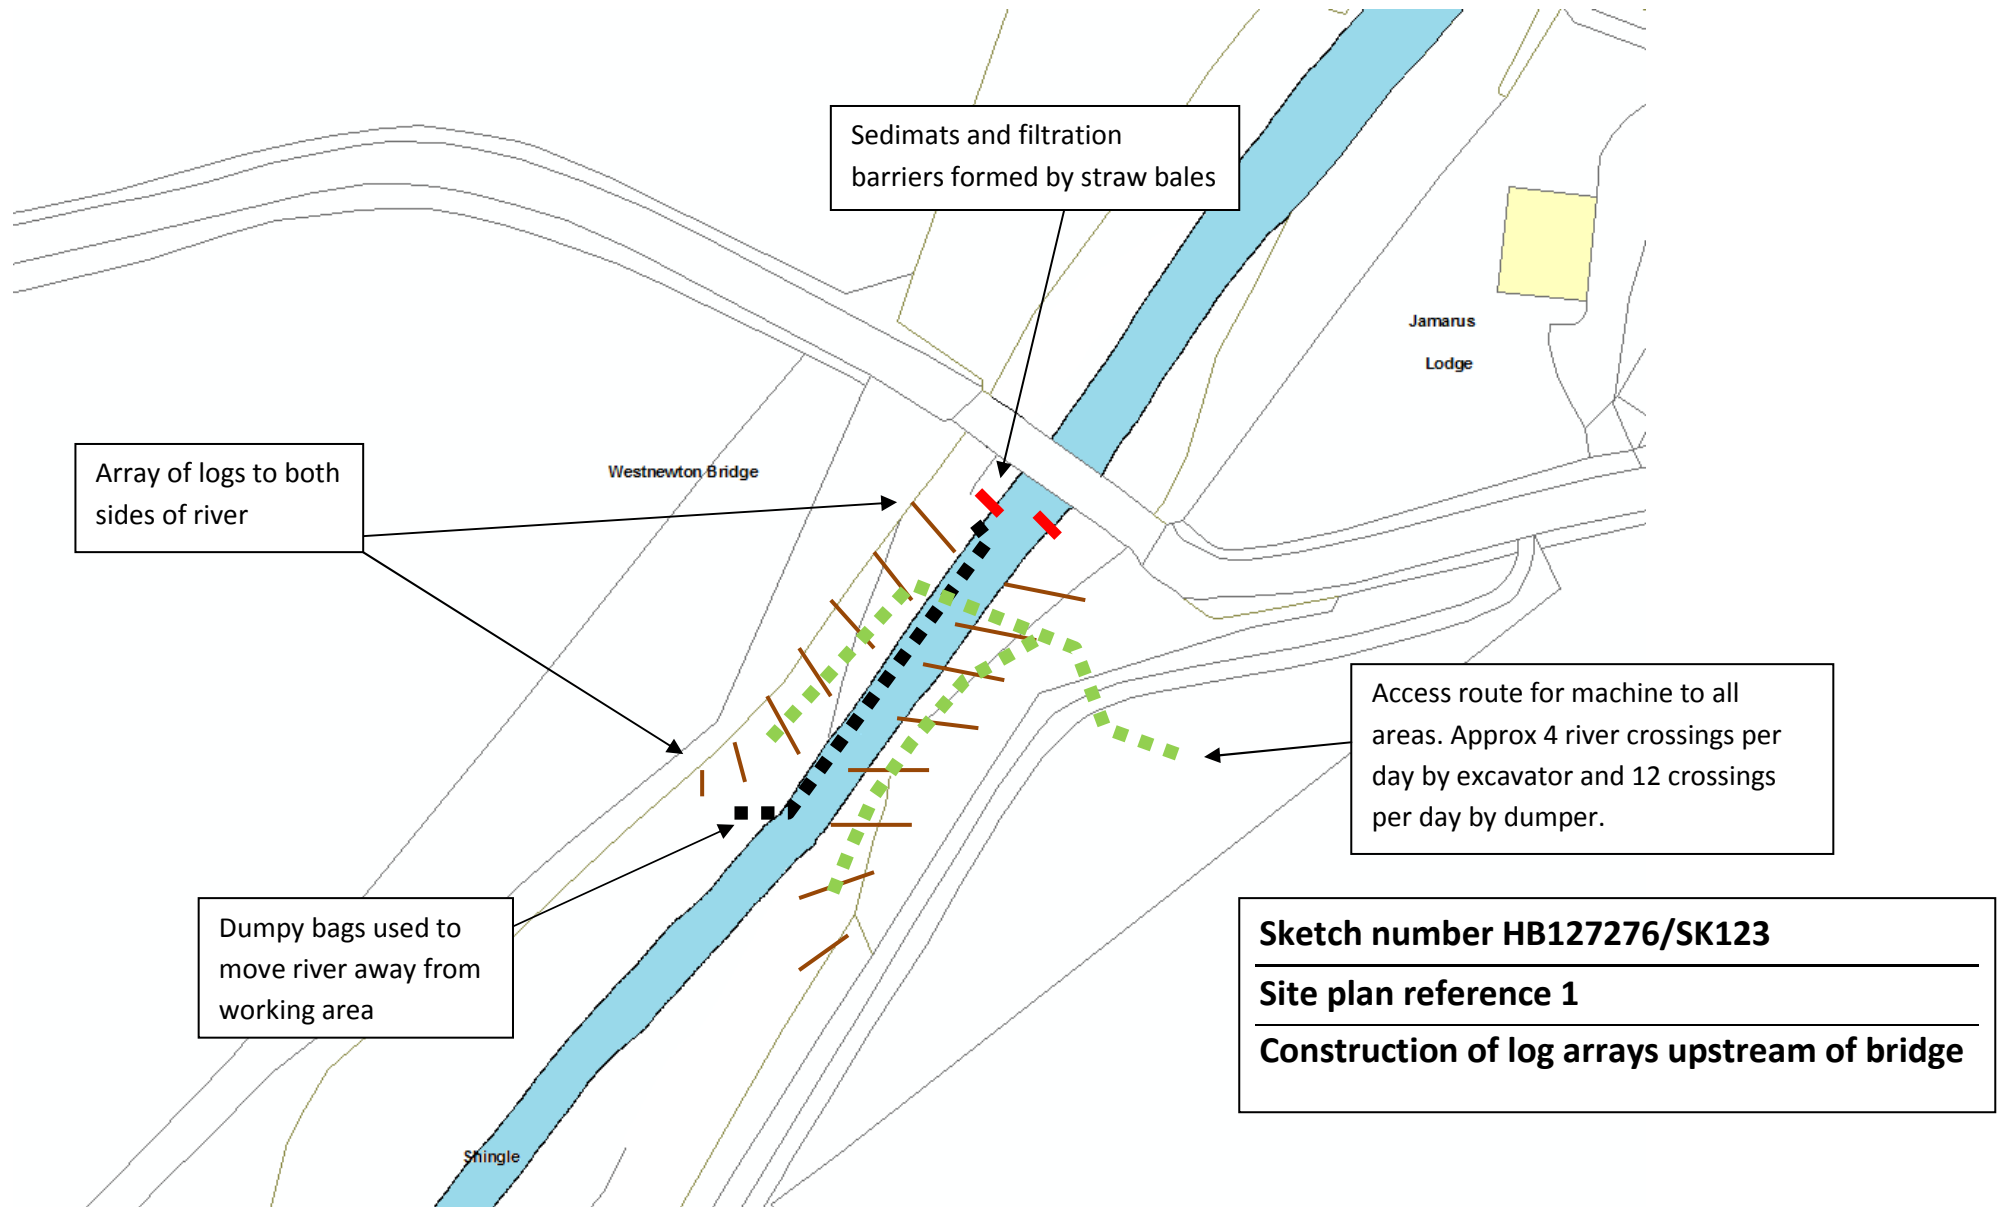 Sedimats and filtration
barriers formed by straw bales
Jamarus
Lodge
Array of logs to both
sides of river
Westnewton Bridge
Access route for machine to all
areas. Approx 4 river crossings per
day by excavator and 12 crossings
per day by dumper.
Dumpy bags used to
move river away from
working area
Sketch number HB127276/SK123
Site plan reference 1
Construction of log arrays upstream of bridge
Shingle